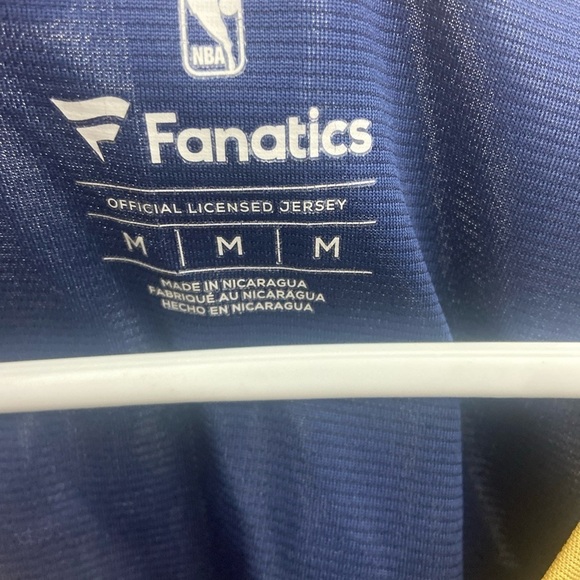 NBA
Fanatics
OFFICIAL LICENSED JERSEY
M | M | M
MADE IN NICARAGUA
FABRIQUÉ AU NICARAGUA
HECHO EN NICARAGUA